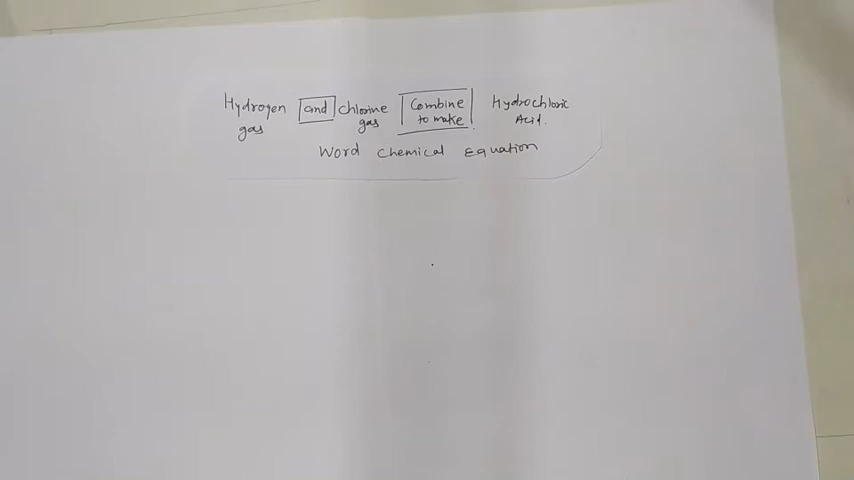 Hydrogen and chlorine Combine Hydrochloric
gas gas to make Acid.
Word chemical Equation